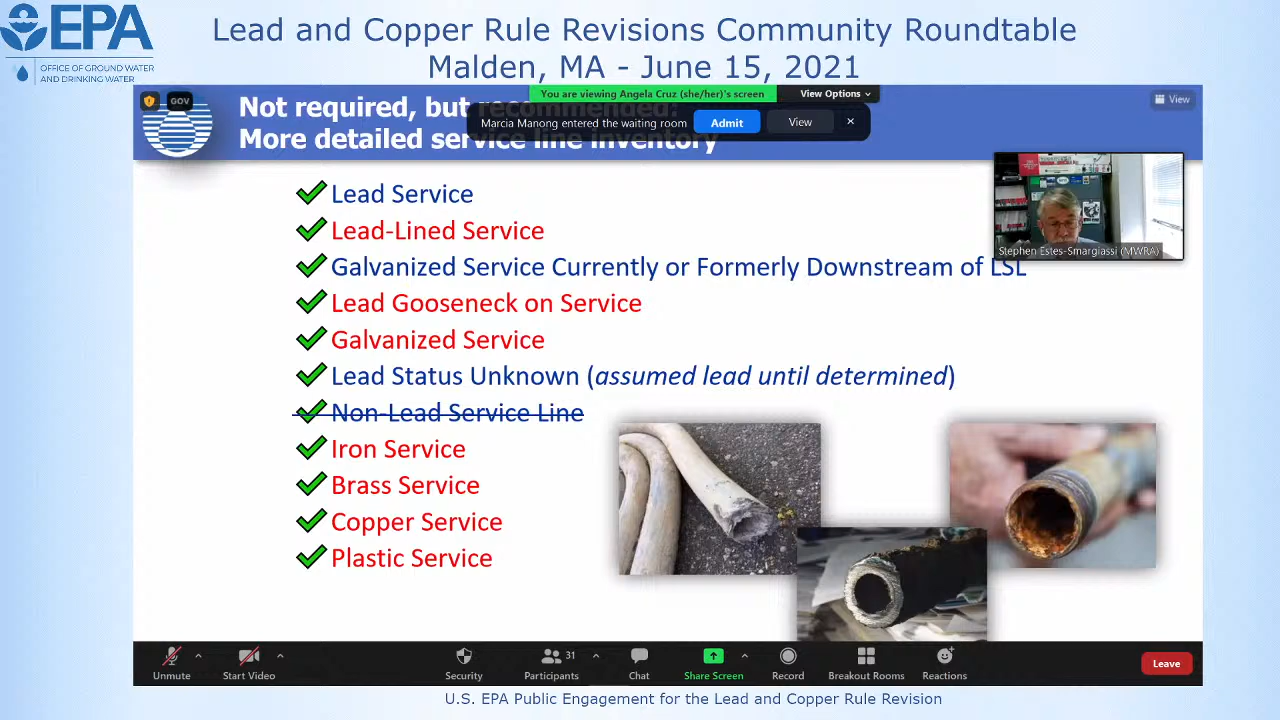 EPA
OFFICE OF GROUND WATER
AND DRINKING WATER
Lead and Copper Rule Revisions Community Roundtable
Malden, MA - June 15, 2021
You are viewing Angela Cruz (she/her)'s screen
View Options
GOV
View
Not required, but recommended:
More detailed service line inventory
Marcia Manong entered the waiting room
Admit
View
Stephen Estes-Smargiassi (MWRA)
Lead Service
Lead-Lined Service
Galvanized Service Currently or Formerly Downstream of LSL
Lead Gooseneck on Service
Galvanized Service
Lead Status Unknown (assumed lead until determined)
Non-Lead Service Line
Iron Service
Brass Service
Copper Service
Plastic Service
Unmute
Start Video
Security
Participants
31
Chat
Share Screen
Record
Breakout Rooms
Reactions
Leave
U.S. EPA Public Engagement for the Lead and Copper Rule Revision